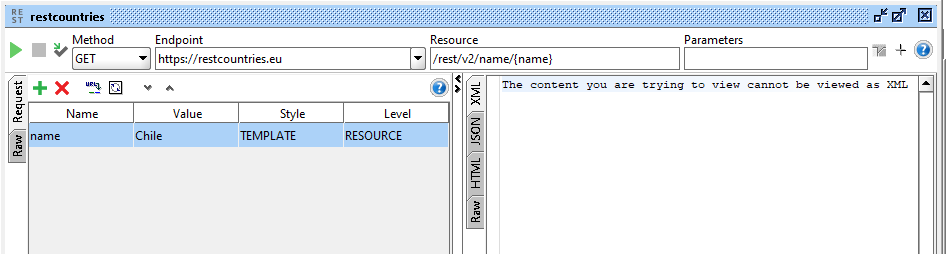 RE
ST restcountries
Method Endpoint Resource Parameters
GET https://restcountries.eu /rest/v2/name/{name}
Request
Raw
Name Value Style Level
name Chile TEMPLATE RESOURCE
XML
JSON
HTML
Raw
The content you are trying to view cannot be viewed as XML